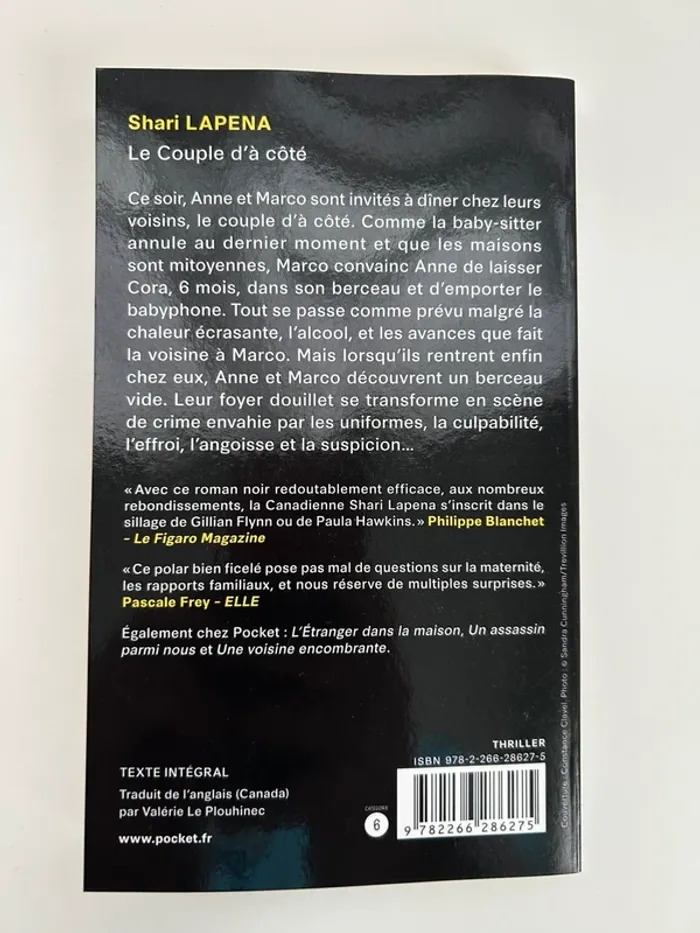 Shari LAPENA
Le Couple d'à côté
Ce soir, Anne et Marco sont invités à dîner chez leurs
voisins, le couple d'à côté. Comme la baby-sitter
annule au dernier moment et que les maisons
sont mitoyennes, Marco convainc Anne de laisser
Cora, 6 mois, dans son berceau et d'emporter le
babyphone. Tout se passe comme prévu malgré la
chaleur écrasante, l'alcool, et les avances que fait
la voisine à Marco. Mais lorsqu'ils rentrent enfin
chez eux, Anne et Marco découvrent un berceau
vide. Leur foyer douillet se transforme en scène
de crime envahie par les uniformes, la culpabilité,
l'effroi, l'angoisse et la suspicion...
« Avec ce roman noir redoutablement efficace, aux nombreux
rebondissements, la Canadienne Shari Lapena s'inscrit dans le
sillage de Gillian Flynn ou de Paula Hawkins. » Philippe Blanchet
– Le Figaro Magazine
« Ce polar bien ficelé pose pas mal de questions sur la maternité,
les rapports familiaux, et nous réserve de multiples surprises. »
Pascale Frey – ELLE
Également chez Pocket : L'Étranger dans la maison, Un assassin
parmi nous et Une voisine encombrante.
THRILLER
ISBN 978-2-266-28627-5
TEXTE INTÉGRAL
Traduit de l'anglais (Canada)
par Valérie Le Plouhinec
www.pocket.fr
CATÉGORIE
6
9 782266 286275
Couverture : Constance Clavel. Photo : © Sandra Cunningham/Trevillion Images